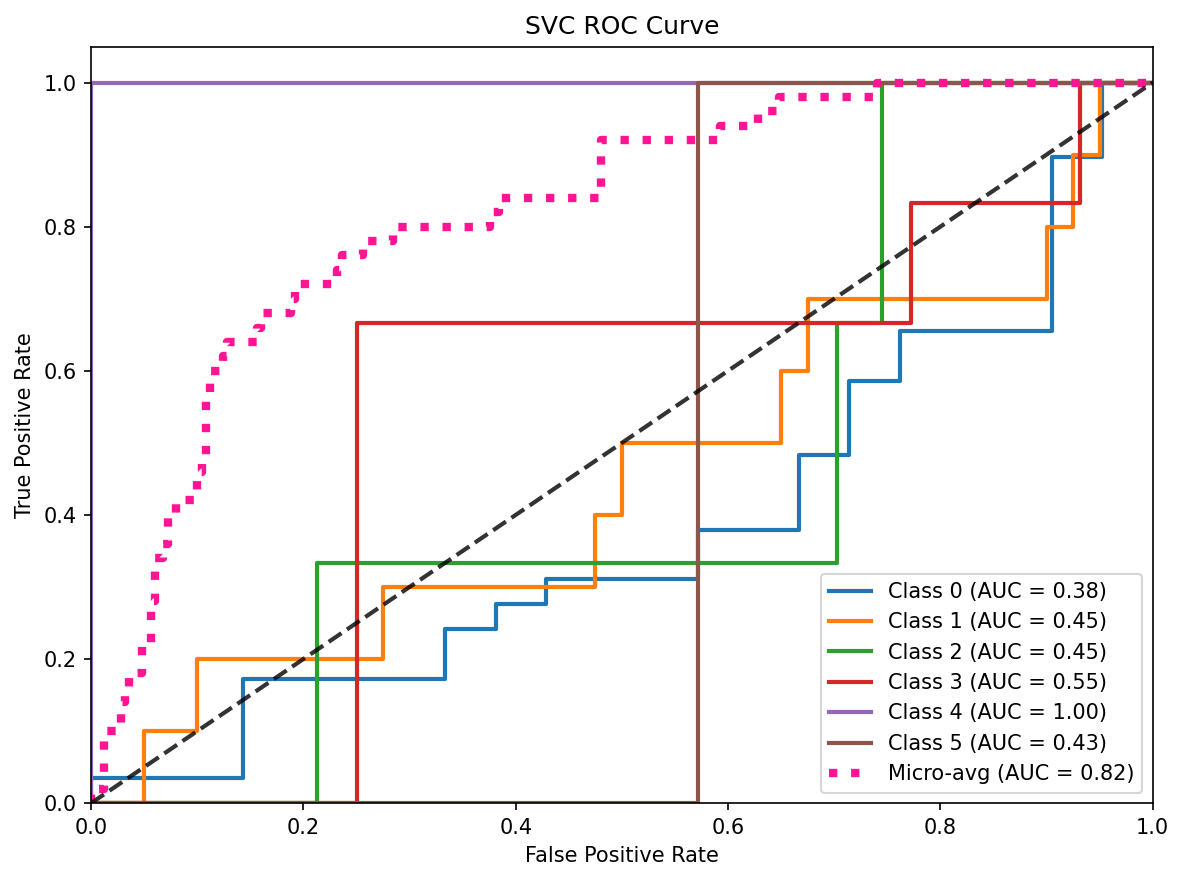 SVC ROC Curve
True Positive Rate
1.0
0.8
0.6
0.4
0.2
0.0
Class 0 (AUC = 0.38)
Class 1 (AUC = 0.45)
Class 2 (AUC = 0.45)
Class 3 (AUC = 0.55)
Class 4 (AUC = 1.00)
Class 5 (AUC = 0.43)
Micro-avg (AUC = 0.82)
0.0 0.2 0.4 0.6 0.8 1.0
False Positive Rate